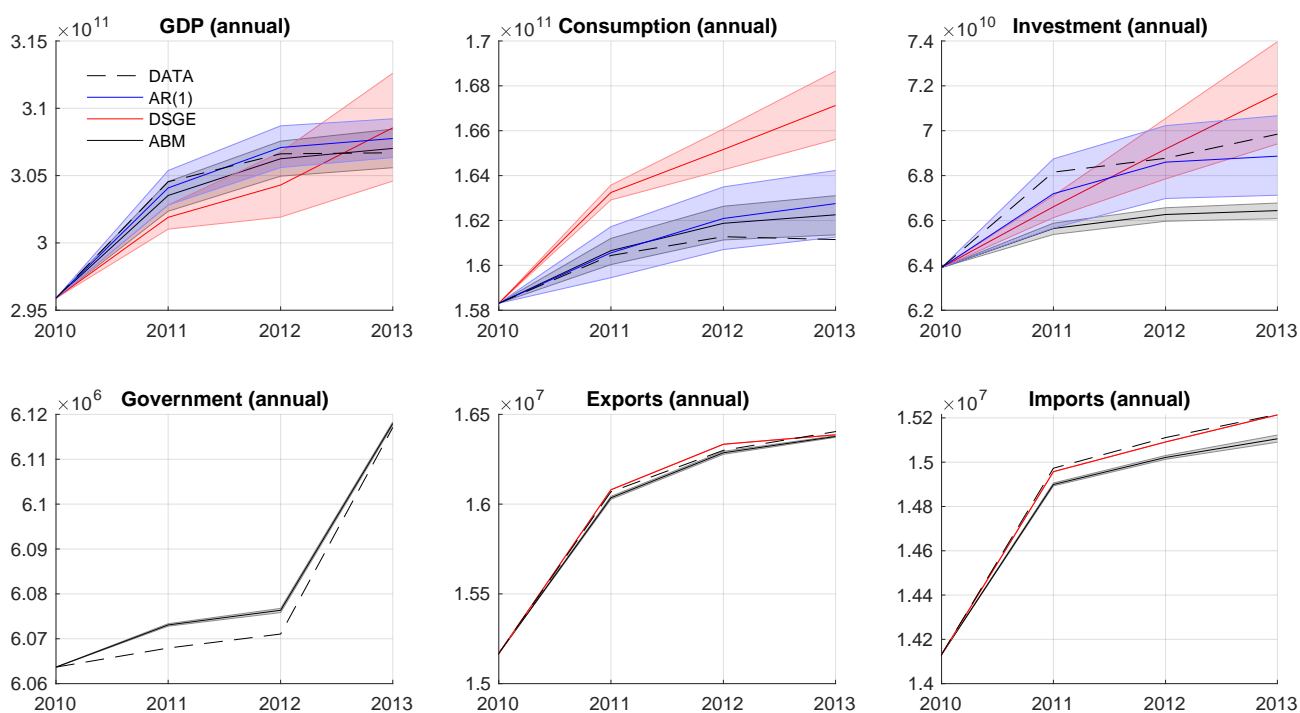 GDP (annual)
×10^11
3.15
3.1
3.05
3
2.95
2010 2011 2012 2013
DATA
AR(1)
DSGE
ABM
Consumption (annual)
×10^11
1.7
1.68
1.66
1.64
1.62
1.6
1.58
2010 2011 2012 2013
Investment (annual)
×10^10
7.4
7.2
7
6.8
6.6
6.4
6.2
2010 2011 2012 2013
Government (annual)
×10^6
6.12
6.11
6.1
6.09
6.08
6.07
6.06
2010 2011 2012 2013
Exports (annual)
×10^7
1.65
1.6
1.55
1.5
2010 2011 2012 2013
Imports (annual)
×10^7
1.52
1.5
1.48
1.46
1.44
1.42
1.4
2010 2011 2012 2013